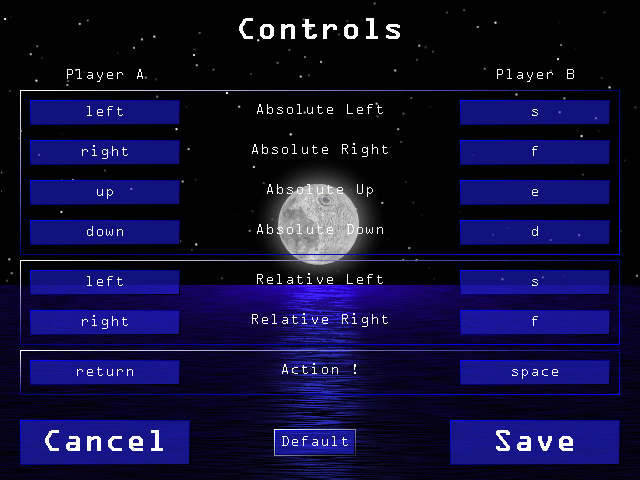 Controls
Player A Player B
left Absolute Left s
right Absolute Right f
up Absolute Up e
down Absolute Down d
left Relative Left s
right Relative Right f
return Action ! space
Cancel Default Save